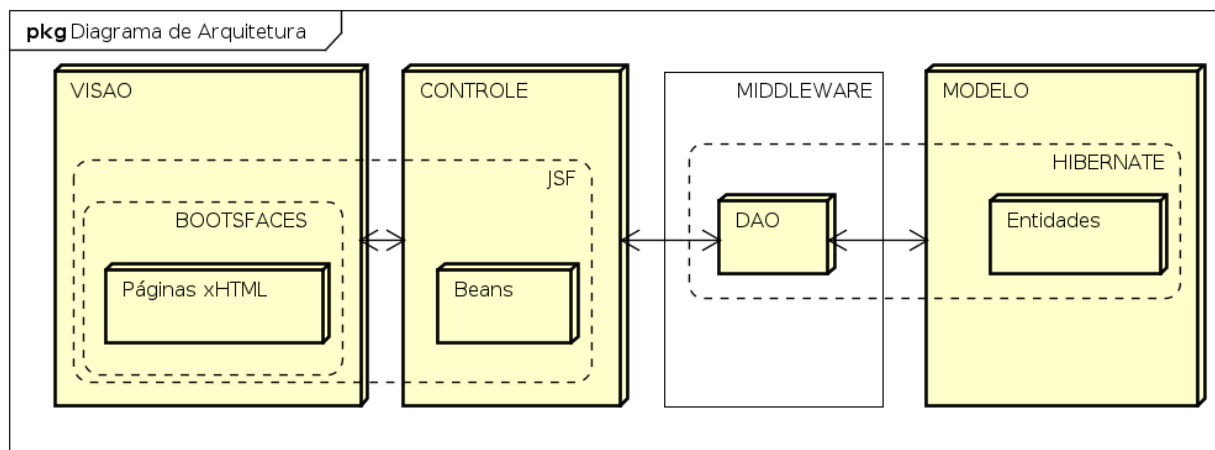 pkg Diagrama de Arquitetura
VISAO
CONTROLE
MIDDLEWARE
MODELO
HIBERNATE
JSF
BOOTSFACES
DAO
Entidades
Páginas xHTML
Beans